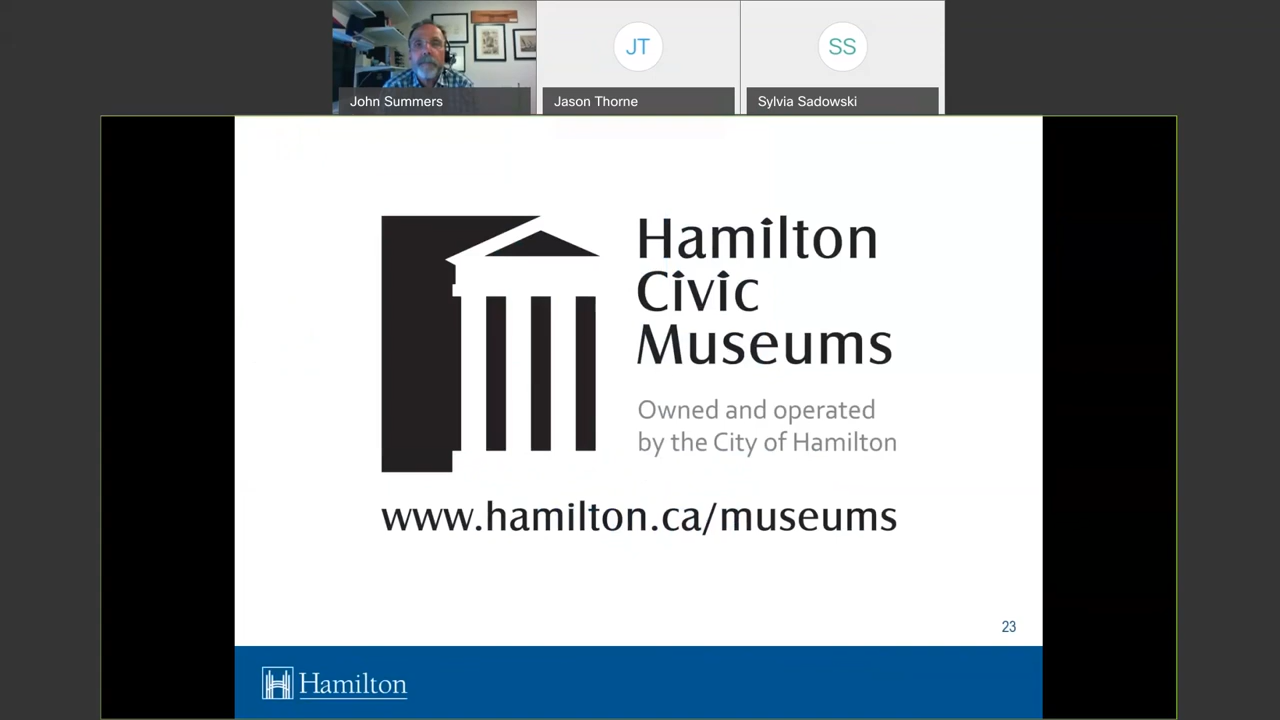 JT
SS
John Summers
Jason Thorne
Sylvia Sadowski
Hamilton
Civic
Museums
Owned and operated
by the City of Hamilton
www.hamilton.ca/museums
23
Hamilton